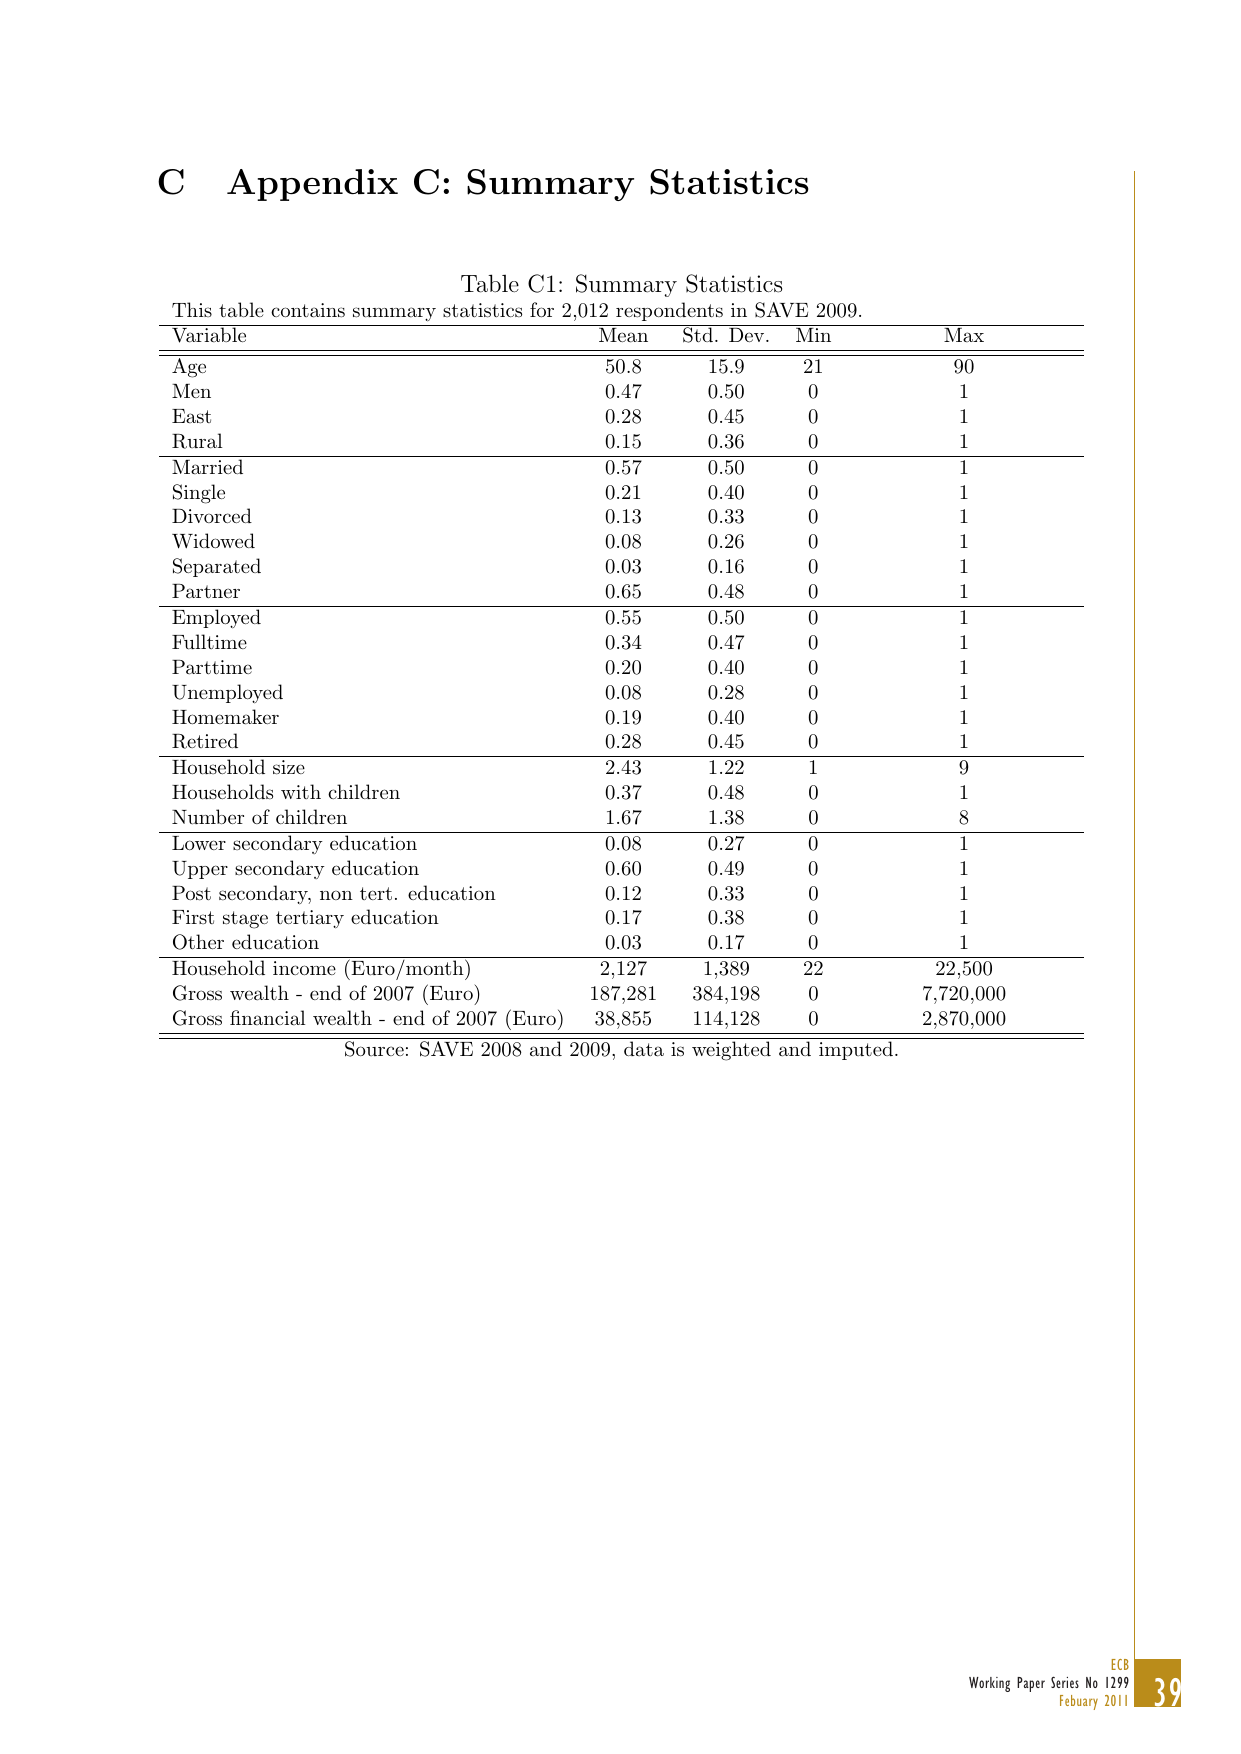 C Appendix C: Summary Statistics
Table C1: Summary Statistics
This table contains summary statistics for 2,012 respondents in SAVE 2009.
Variable Mean Std. Dev. Min Max
Age 50.8 15.9 21 90
Men 0.47 0.50 0 1
East 0.28 0.45 0 1
Rural 0.15 0.36 0 1
Married 0.57 0.50 0 1
Single 0.21 0.40 0 1
Divorced 0.13 0.33 0 1
Widowed 0.08 0.26 0 1
Separated 0.03 0.16 0 1
Partner 0.65 0.48 0 1
Employed 0.55 0.50 0 1
Fulltime 0.34 0.47 0 1
Parttime 0.20 0.40 0 1
Unemployed 0.08 0.28 0 1
Homemaker 0.19 0.40 0 1
Retired 0.28 0.45 0 1
Household size 2.43 1.22 1 9
Households with children 0.37 0.48 0 1
Number of children 1.67 1.38 0 8
Lower secondary education 0.08 0.27 0 1
Upper secondary education 0.60 0.49 0 1
Post secondary, non tert. education 0.12 0.33 0 1
First stage tertiary education 0.17 0.38 0 1
Other education 0.03 0.17 0 1
Household income (Euro/month) 2,127 1,389 22 22,500
Gross wealth - end of 2007 (Euro) 187,281 384,198 0 7,720,000
Gross financial wealth - end of 2007 (Euro) 38,855 114,128 0 2,870,000
Source: SAVE 2008 and 2009, data is weighted and imputed.
ECB
Working Paper Series No 1299
Febuary 2011
39